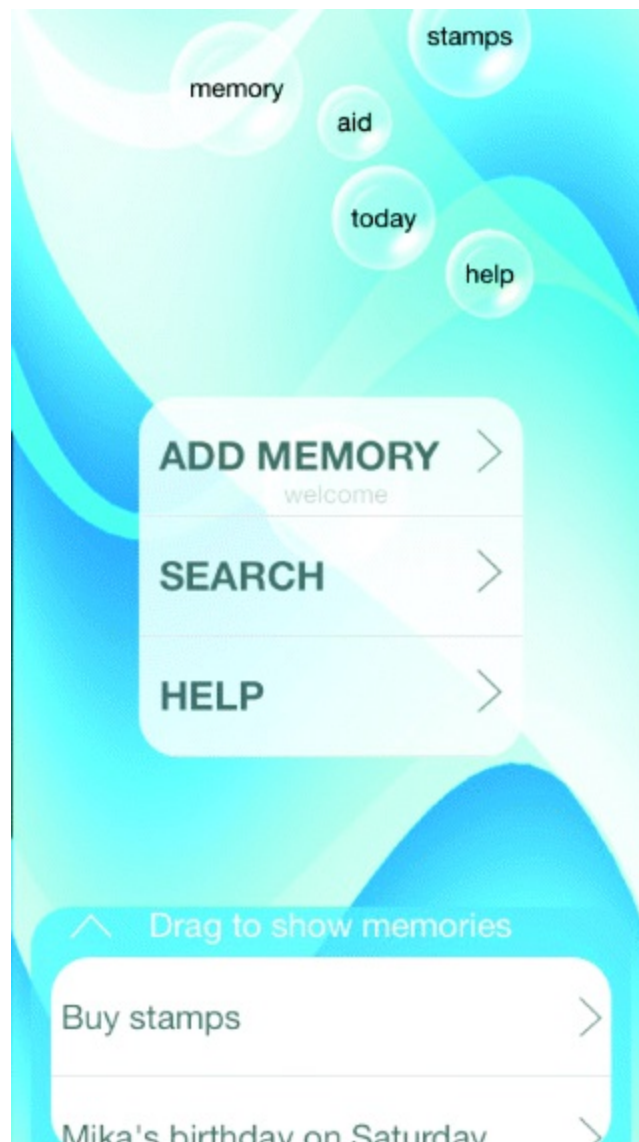 stamps
memory
aid
today
help
ADD MEMORY
welcome
SEARCH
HELP
Drag to show memories
Buy stamps
Mika's birthday on Saturday